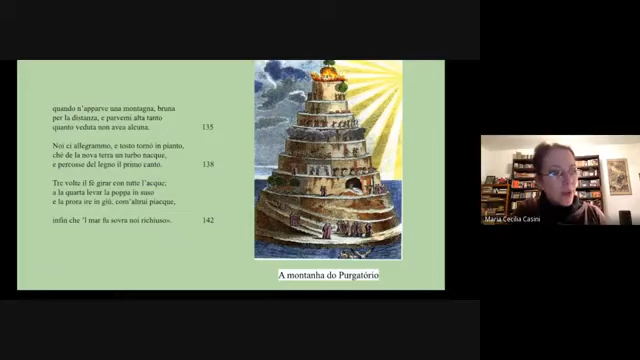 quando n'apparve una montagna, bruna
per la distanza, e parvemi alta tanto
quanto veduta non avea alcuna. 135
Noi ci allegrammo, e tosto tornò in pianto,
ché de la nova terra un turbo nacque,
e percosse del legno il primo canto. 138
Tre volte il fé girar con tutte l'acque;
a la quarta levar la poppa in suso
e la prora ire in giù, com'altrui piacque,
infin che 'l mar fu sovra noi richiuso». 142
A montanha do Purgatório
Maria Cecilia Casini